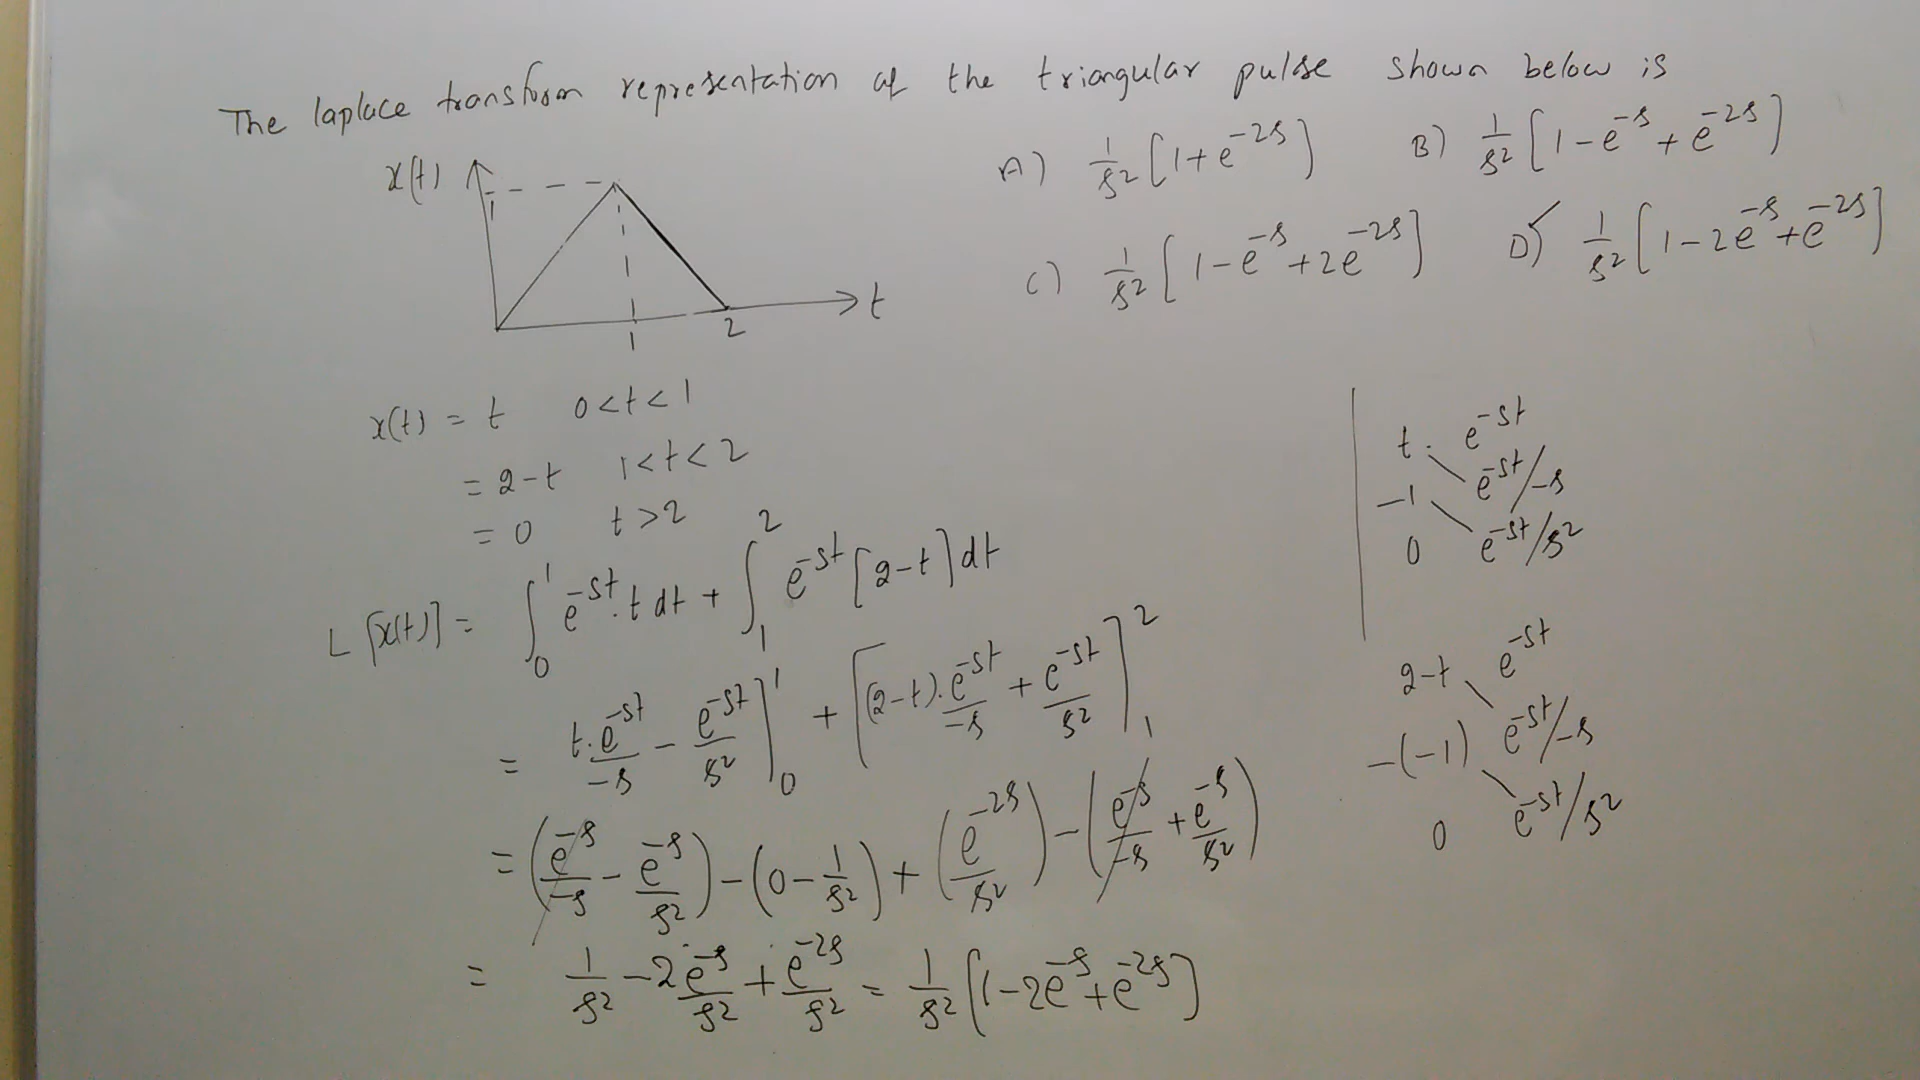 The laplace transform representation of the triangular pulse shown below is
x(t)
1
1
2
t
A) 1/s² [1+e^-2s]
B) 1/s² [1-e^-s + e^-2s]
C) 1/s² [1-e^-s +2e^-2s]
D) ✓ 1/s² [1-2e^-s+e^-2s]
x(t) = t 0<t<1
= 2-t 1<t<2
= 0 t>2
L [x(t)] = ∫₀¹ e^-st . t dt + ∫₁² e^-st [2-t] dt
= t. e^-st/-s - e^-st/s² ]₀¹ + [(2-t). e^-st/-s + e^-st/s² ]₁²
= (e^-s/-s - e^-s/s²) - (0 - 1/s²) + (e^-2s/s²) - (e^-s/-s + e^-s/s²)
= 1/s² - 2e^-s/s² + e^-2s/s² = 1/s² [1-2e^-s+e^-2s]
t . e^-st
-1 e^-st/-s
0 e^-st/s²
2-t e^-st
-(-1) e^-st/-s
0 e^-st/s²